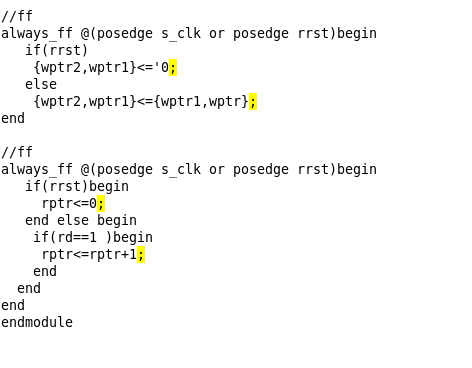 //ff
always_ff @(posedge s_clk or posedge rrst)begin
   if(rrst)
    {wptr2,wptr1}<='0;
   else
    {wptr2,wptr1}<={wptr1,wptr};
end

//ff
always_ff @(posedge s_clk or posedge rrst)begin
   if(rrst)begin
     rptr<=0;
   end else begin
    if(rd==1 )begin
     rptr<=rptr+1;
    end
  end
end
endmodule